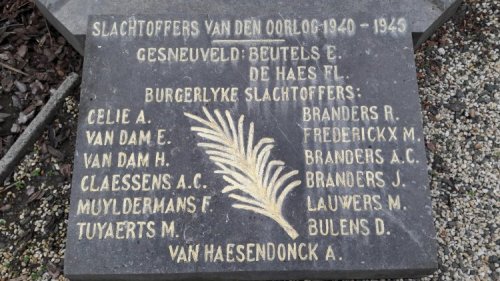 SLACHTOFFERS VAN DEN OORLOG 1940 - 1945
GESNEUVELD: BEUTELS E.
DE HAES FL.
BURGERLYKE SLACHTOFFERS:
CELIE A.
VAN DAM E.
VAN DAM H.
CLAESSENS A.C.
MUYLDERMANS F.
TUYAERTS M.
BRANDERS R.
FREDERICKX M.
BRANDERS A.C.
BRANDERS J.
LAUWERS M.
BULENS D.
VAN HAESENDONCK A.